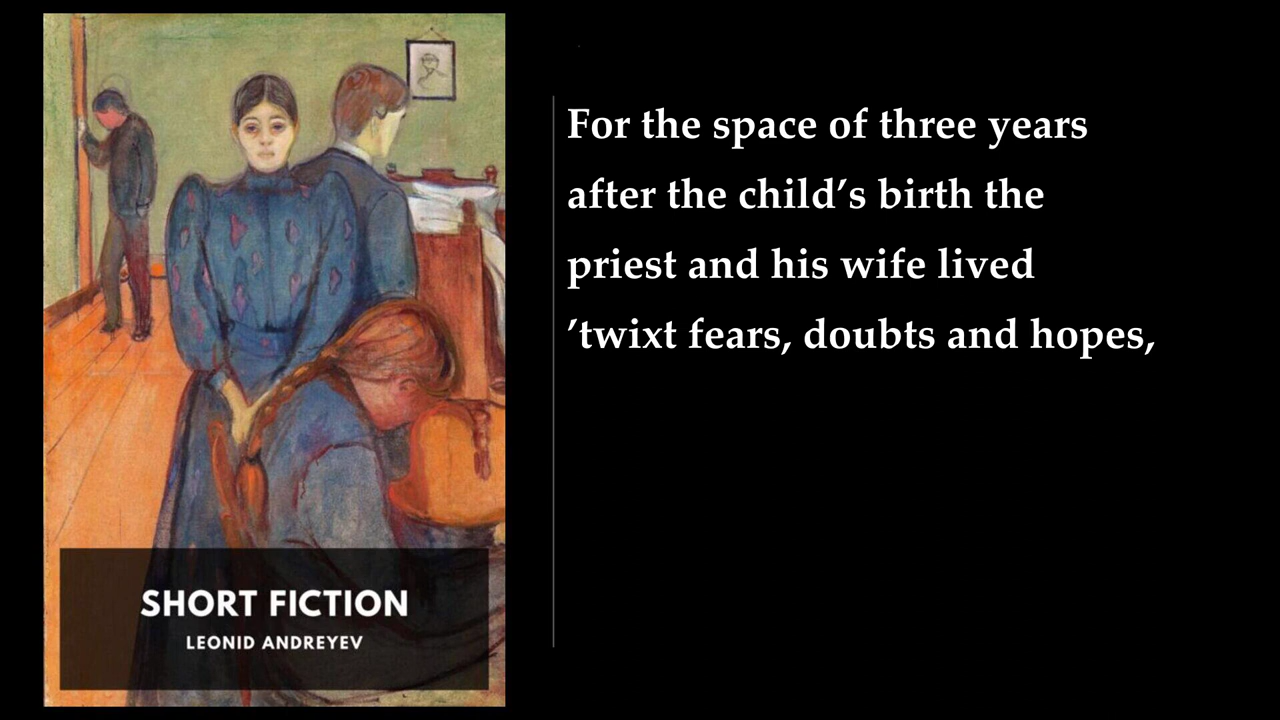 SHORT FICTION
LEONID ANDREYEV
For the space of three years
after the child’s birth the
priest and his wife lived
’twixt fears, doubts and hopes,